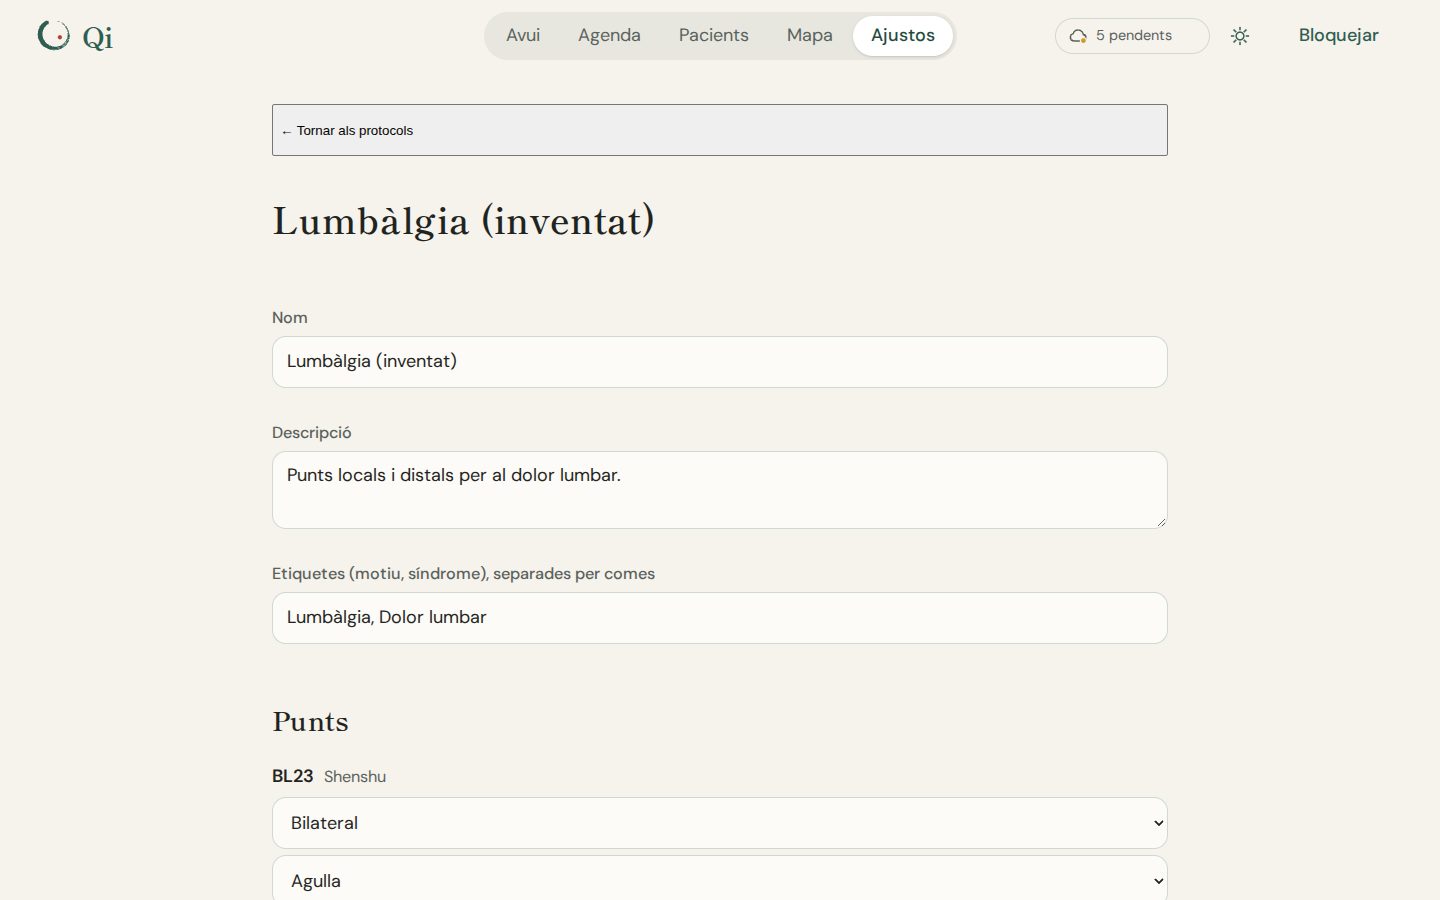 Qi
Avui
Agenda
Pacients
Mapa
Ajustos
5 pendents
Bloquejar
← Tornar als protocols
Lumbàlgia (inventat)
Nom
Lumbàlgia (inventat)
Descripció
Punts locals i distals per al dolor lumbar.
Etiquetes (motiu, síndrome), separades per comes
Lumbàlgia, Dolor lumbar
Punts
BL23 Shenshu
Bilateral
Agulla